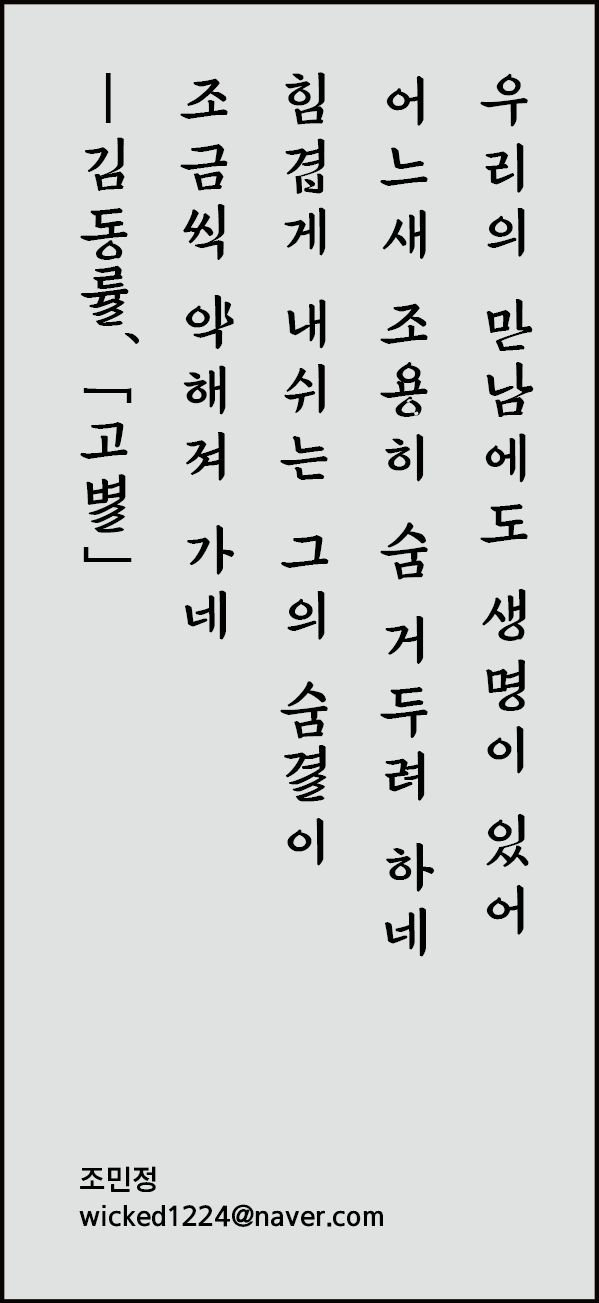 우리의 맏남에도 생명이 있어
어느새 조용히 숨 거두려 하네
힘겹게 내쉬는 그의 숨결이
조금씩 약해져 가네
—김동률, 「고별」
조민정
wicked1224@naver.com